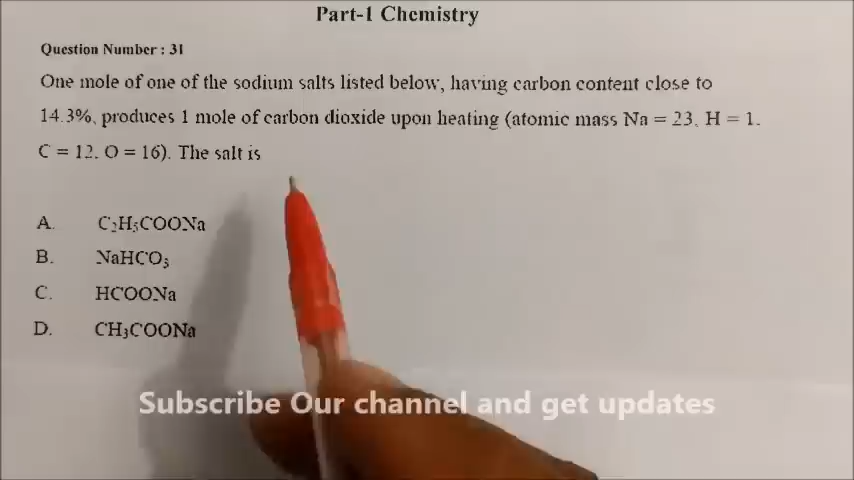 Part-1 Chemistry
Question Number : 31
One mole of one of the sodium salts listed below, having carbon content close to
14.3%, produces 1 mole of carbon dioxide upon heating (atomic mass Na = 23, H = 1,
C = 12, O = 16). The salt is
A. C₂H₅COONa
B. NaHCO₃
C. HCOONa
D. CH₃COONa
Subscribe Our channel and get updates